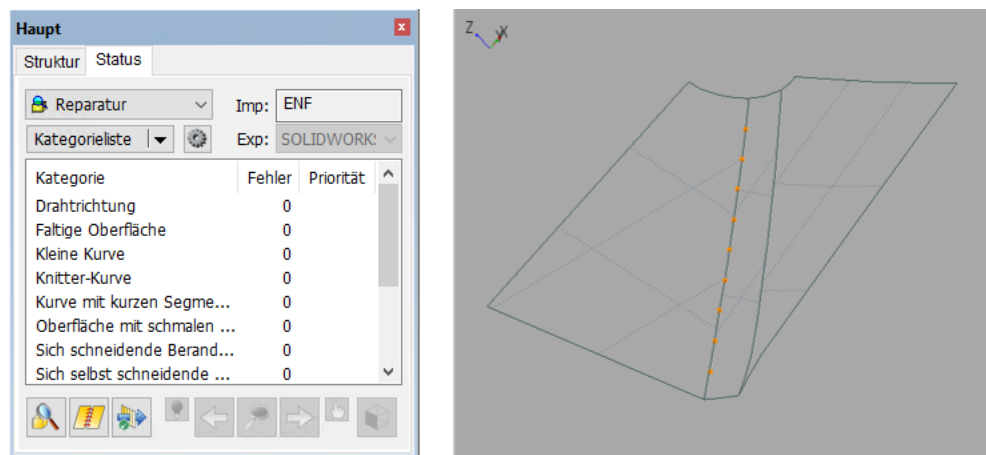 Haupt
Struktur Status
Reparatur Imp: ENF
Kategorieliste Exp: SOLIDWORK
Kategorie Fehler Priorität
Drahtrichtung 0
Faltige Oberfläche 0
Kleine Kurve 0
Knitter-Kurve 0
Kurve mit kurzen Segme... 0
Oberfläche mit schmalen ... 0
Sich schneidende Berand... 0
Sich selbst schneidende ... 0
Z X